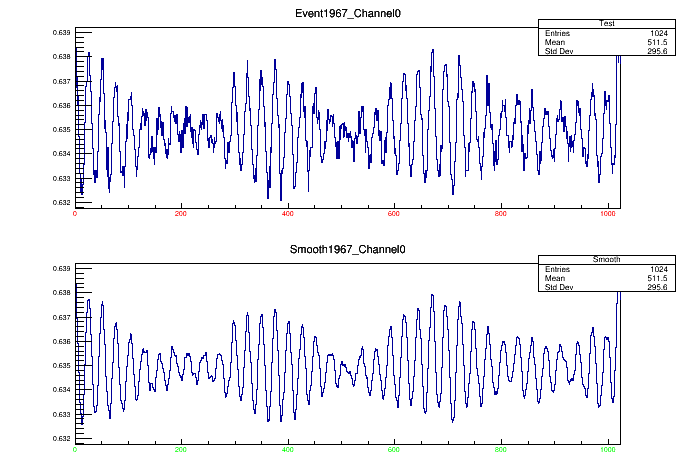 Event1967_Channel0
Test
Entries 1024
Mean 511.5
Std Dev 295.6
0.639
0.638
0.637
0.636
0.635
0.634
0.633
0.632
0 200 400 600 800 1000
Smooth1967_Channel0
Smooth
Entries 1024
Mean 511.5
Std Dev 295.6
0.639
0.638
0.637
0.636
0.635
0.634
0.633
0.632
0 200 400 600 800 1000